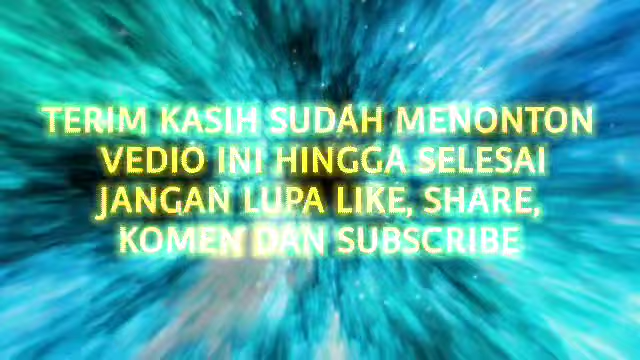 TERIM KASIH SUDAH MENONTON
VEDIO INI HINGGA SELESAI
JANGAN LUPA LIKE, SHARE,
KOMEN DAN SUBSCRIBE